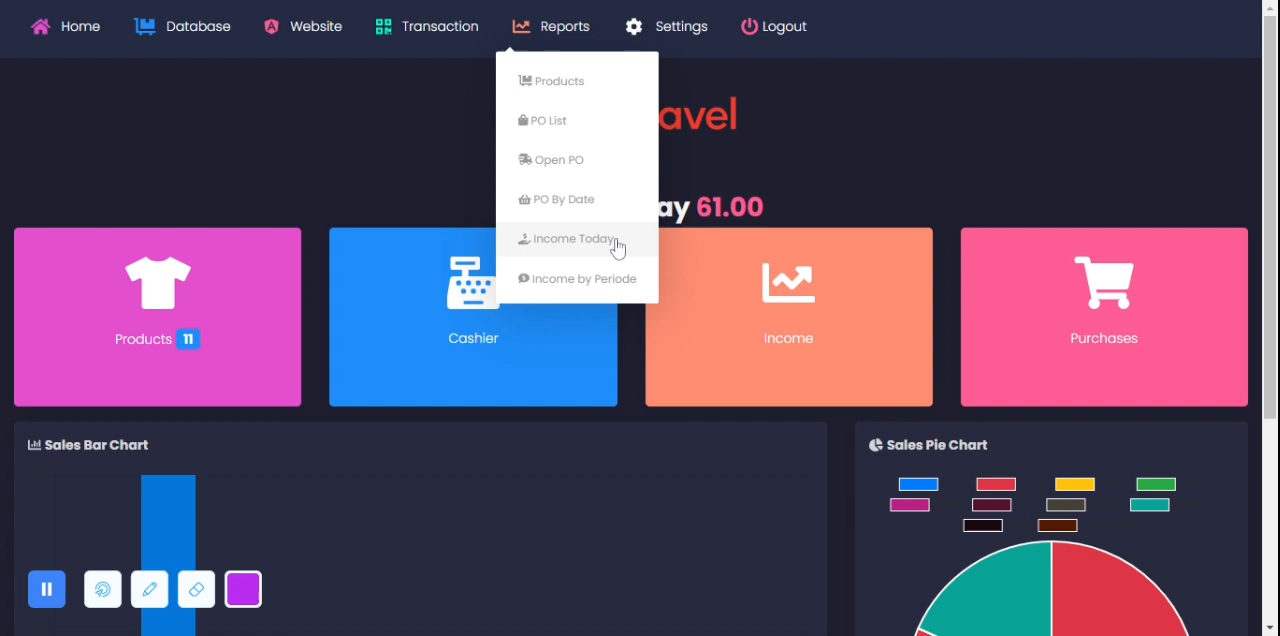 Home Database Website Transaction Reports Settings Logout
Products
PO List
avel
Open PO
PO By Date
ay 61.00
Income Today
Income by Periode
Products 11
Cashier
Income
Purchases
Sales Bar Chart
Sales Pie Chart